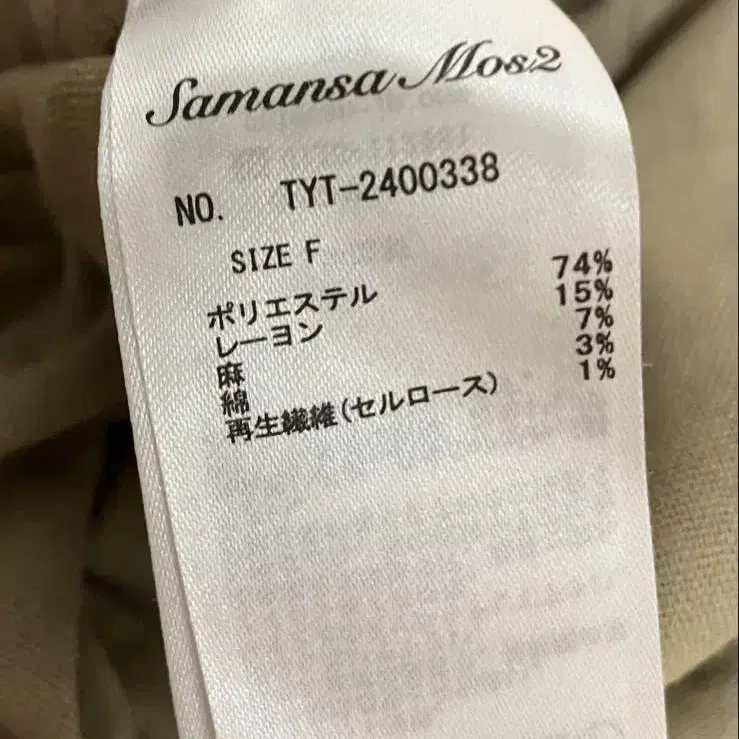 Samansa Mos2
NO. TYT-2400338
SIZE F
ポリエステル 74%
レーヨン 15%
麻 7%
綿 3%
再生繊維(セルロース) 1%